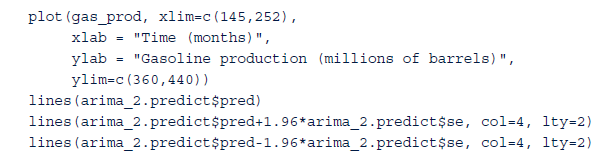 plot(gas_prod, xlim=c(145,252),
xlab = "Time (months)",
ylab = "Gasoline production (millions of barrels)",
ylim=c(360,440))
lines(arima_2.predict$pred)
lines(arima_2.predict$pred+1.96*arima_2.predict$se, col=4, lty=2)
lines(arima_2.predict$pred-1.96*arima_2.predict$se, col=4, lty=2)